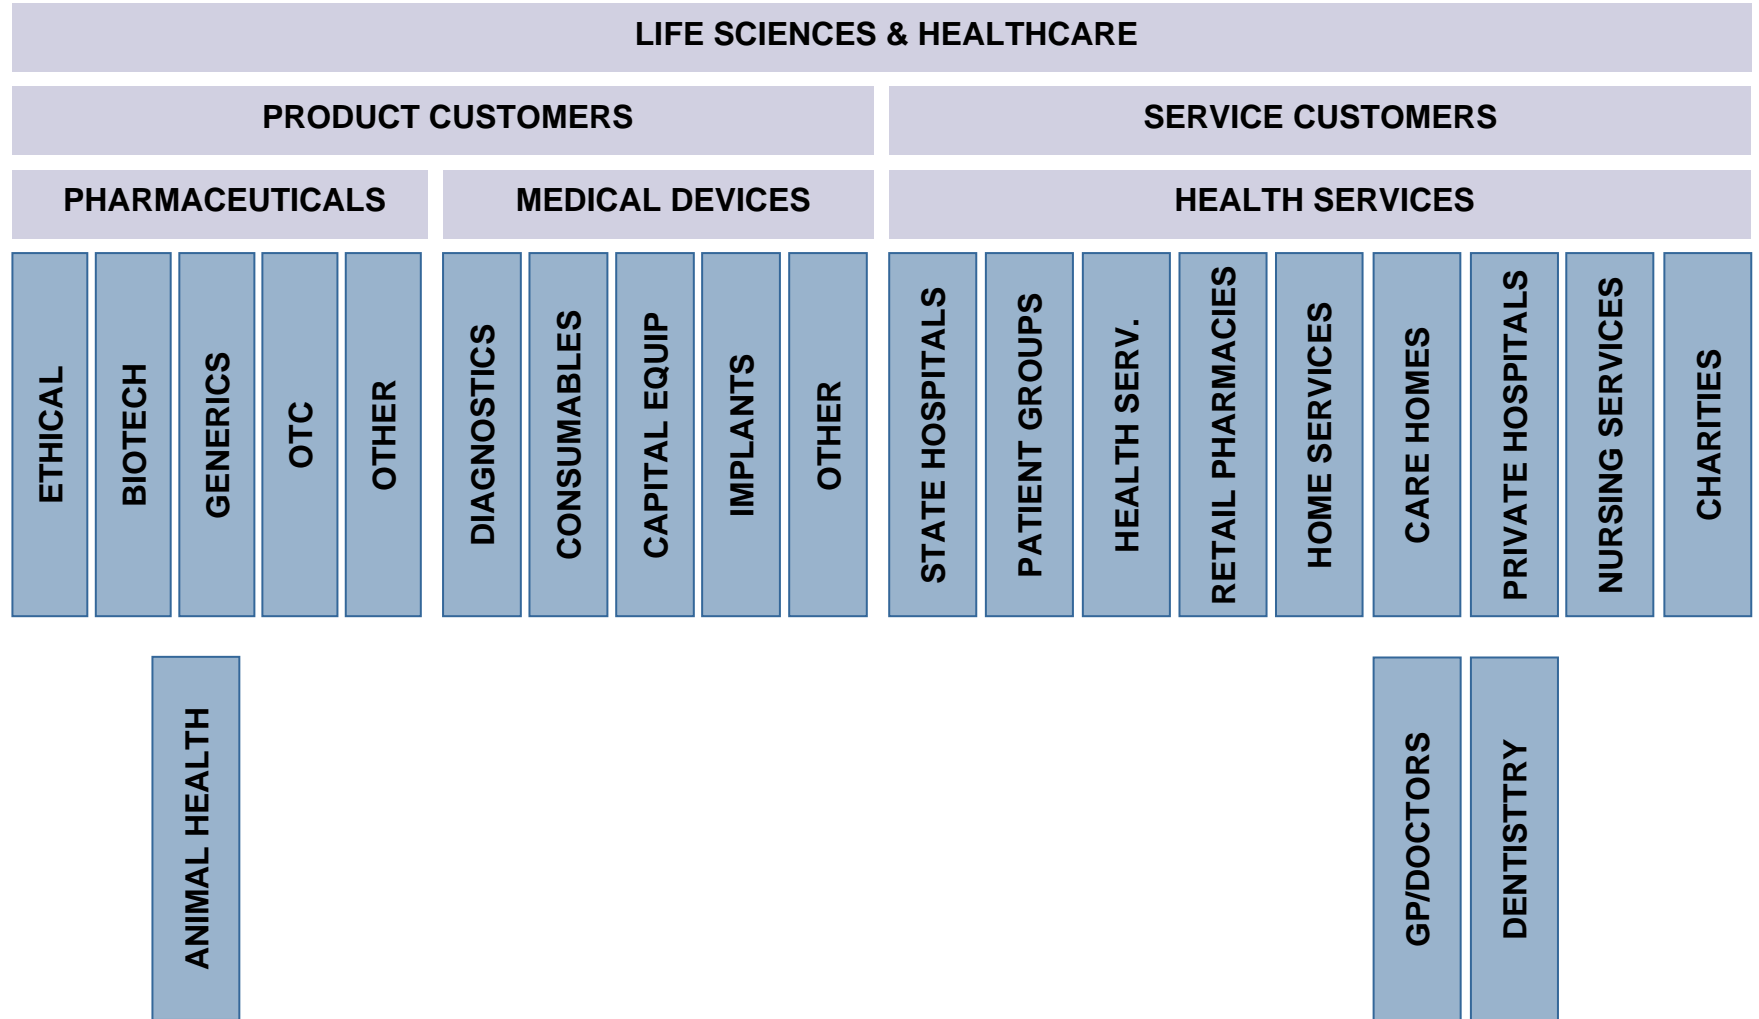 LIFE SCIENCES & HEALTHCARE
PRODUCT CUSTOMERS
SERVICE CUSTOMERS
PHARMACEUTICALS
MEDICAL DEVICES
HEALTH SERVICES
ETHICAL
BIOTECH
GENERICS
OTC
OTHER
DIAGNOSTICS
CONSUMABLES
CAPITAL EQUIP
IMPLANTS
OTHER
STATE HOSPITALS
PATIENT GROUPS
HEALTH SERV.
RETAIL PHARMACIES
HOME SERVICES
CARE HOMES
PRIVATE HOSPITALS
NURSING SERVICES
CHARITIES
ANIMAL HEALTH
GP/DOCTORS
DENTISTTRY